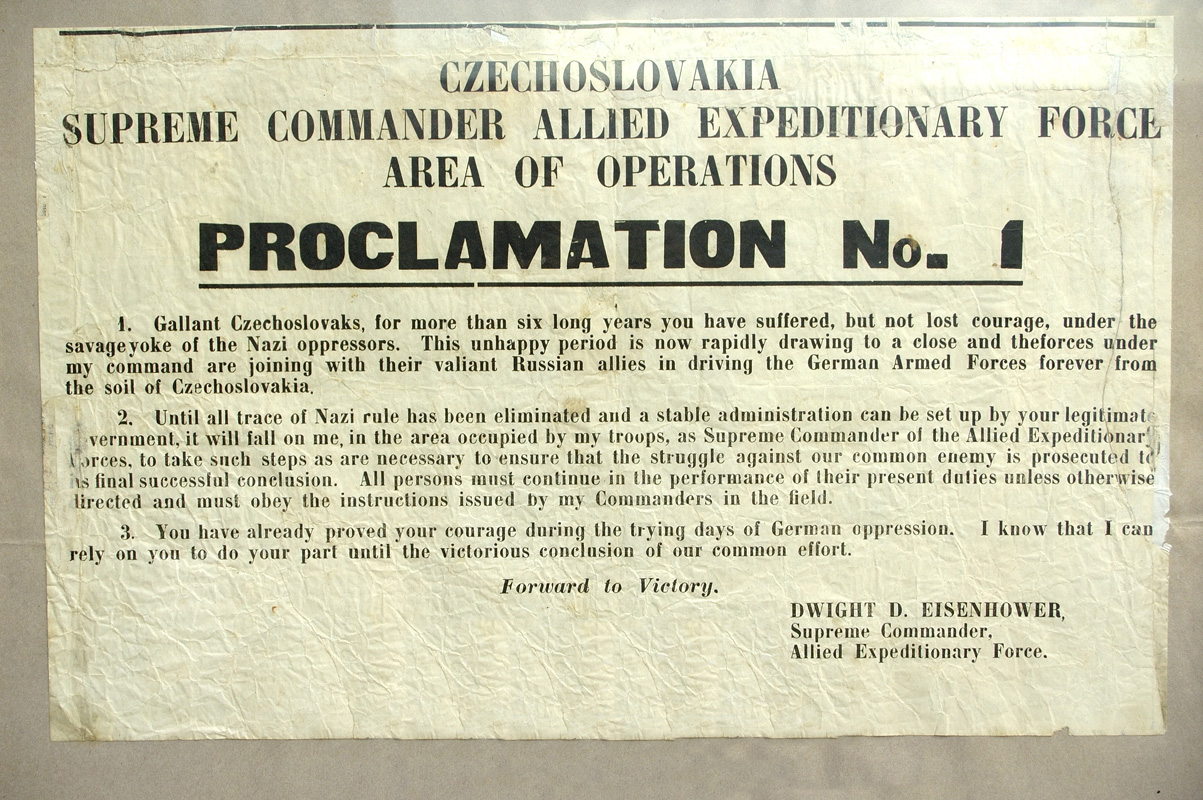 CZECHOSLOVAKIA
SUPREME COMMANDER ALLIED EXPEDITIONARY FORCE
AREA OF OPERATIONS
PROCLAMATION No. 1
1. Gallant Czechoslovaks, for more than six long years you have suffered, but not lost courage, under the
savageyoke of the Nazi oppressors. This unhappy period is now rapidly drawing to a close and theforces under
my command are joining with their valiant Russian allies in driving the German Armed Forces forever from
the soil of Czechoslovakia.
2. Until all trace of Nazi rule has been eliminated and a stable administration can be set up by your legitimat
vernment, it will fall on me, in the area occupied by my troops, as Supreme Commander of the Allied Expeditionar
orces, to take such steps as are necessary to ensure that the struggle against our common enemy is prosecuted to
s final successful conclusion. All persons must continue in the performance of their present duties unless otherwise
directed and must obey the instructions issued by my Commanders in the field.
3. You have already proved your courage during the trying days of German oppression. I know that I can
rely on you to do your part until the victorious conclusion of our common effort.
Forward to Victory.
DWIGHT D. EISENHOWER,
Supreme Commander,
Allied Expeditionary Force.